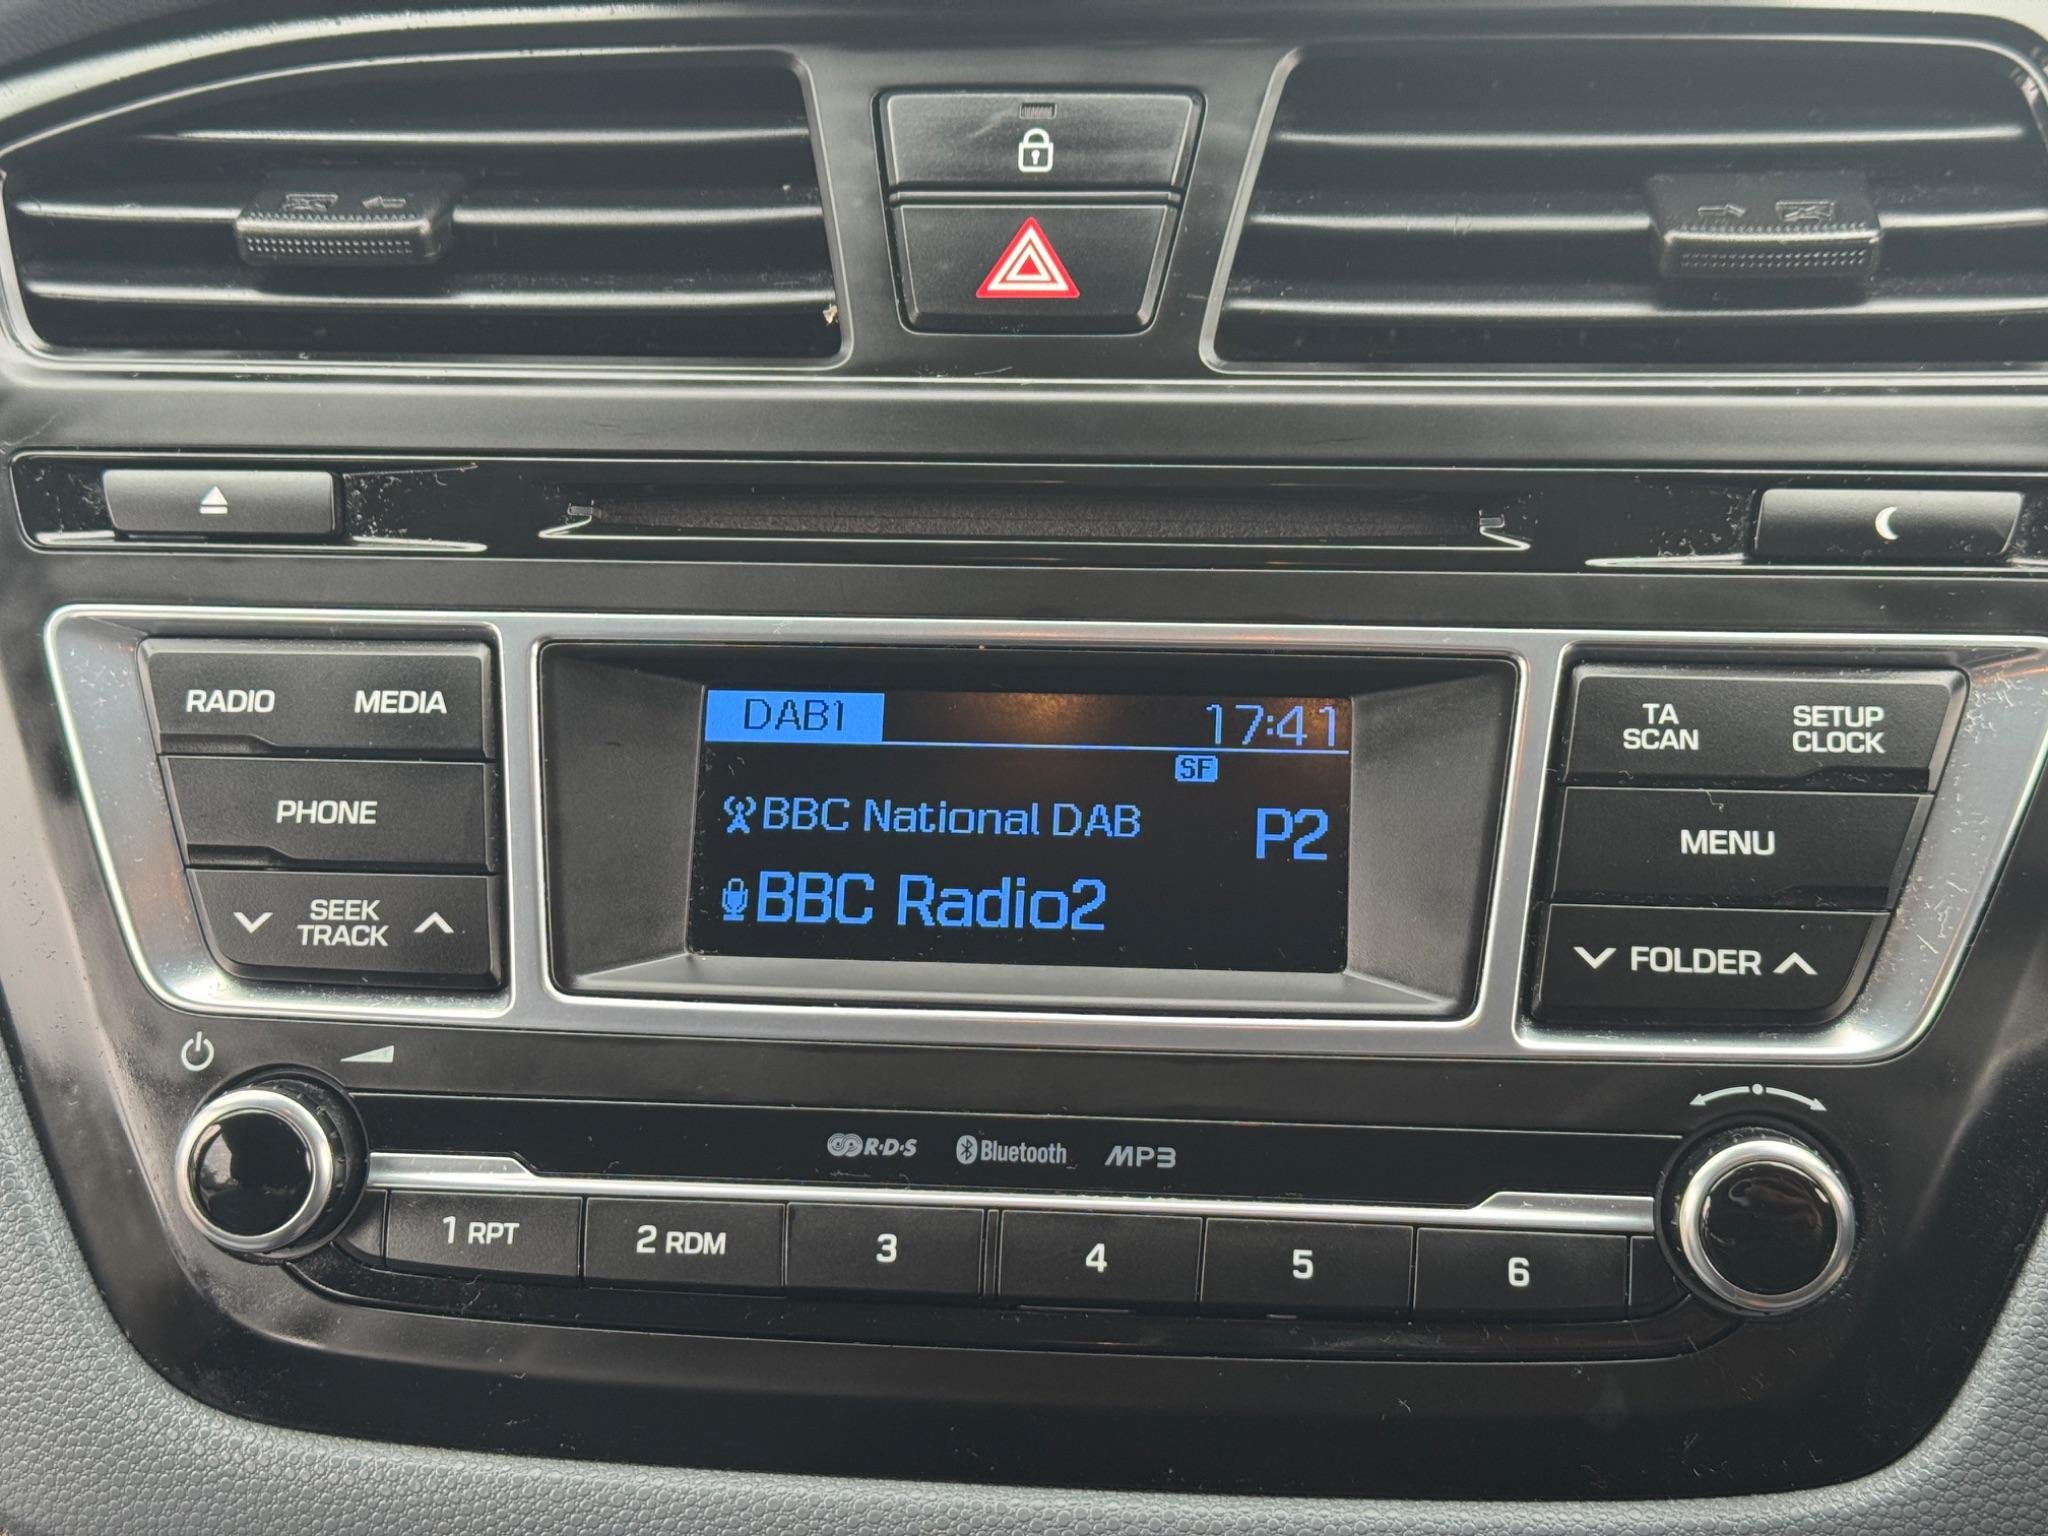 RADIO MEDIA
PHONE
SEEK
TRACK
DAB1 17:41
SF
BBC National DAB P2
BBC Radio2
TA
SCAN
SETUP
CLOCK
MENU
FOLDER
R·D·S Bluetooth MP3
1 RPT 2 RDM 3 4 5 6